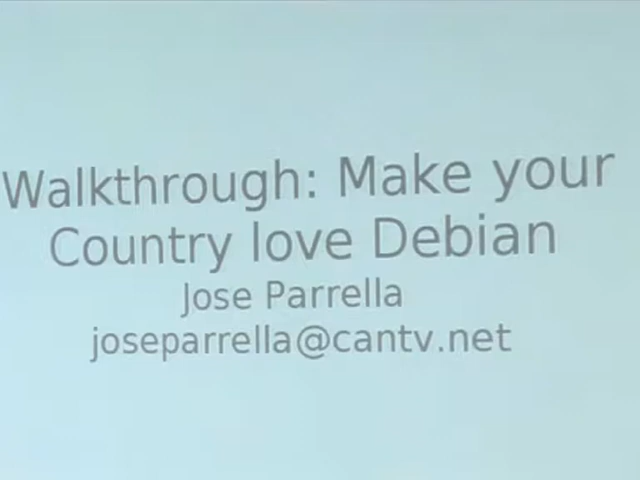 Walkthrough: Make your
Country love Debian
Jose Parrella
joseparrella@cantv.net